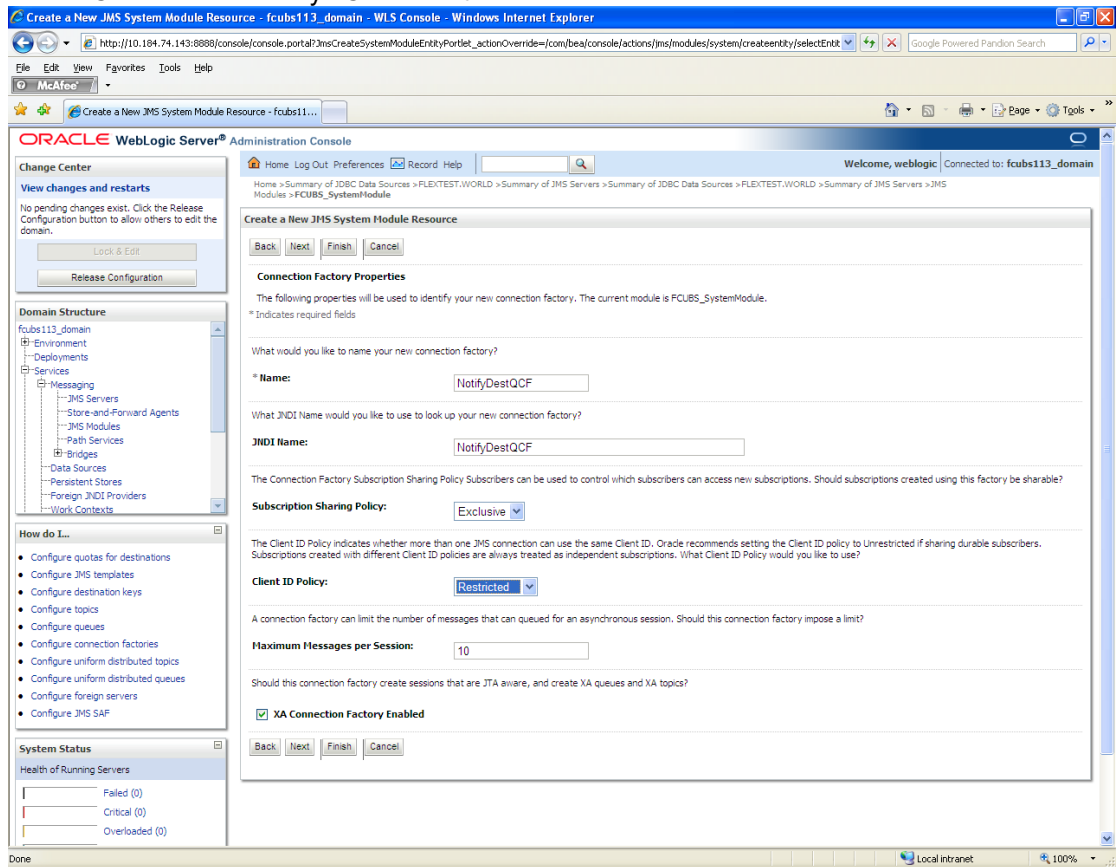 Create a New JMS System Module Resource - fcubs113_domain - WLS Console - Windows Internet Explorer
http://10.184.74.143:8888/console/console.portal?JmsCreateSystemModuleEntityPortlet_actionOverride=/com/bea/console/actions/jms/modules/system/createentity/selectEntit
Google Powered Pandion Search
File Edit View Favorites Tools Help
McAfee
Create a New JMS System Module Resource - fcubs11...
Page Tools
ORACLE WebLogic Server® Administration Console
Change Center
View changes and restarts
No pending changes exist. Click the Release
Configuration button to allow others to edit the
domain.
Lock & Edit
Release Configuration
Domain Structure
fcubs113_domain
Environment
Deployments
Services
Messaging
JMS Servers
Store-and-Forward Agents
JMS Modules
Path Services
Bridges
Data Sources
Persistent Stores
Foreign JNDI Providers
Work Contexts
How do I...
Configure quotas for destinations
Configure JMS templates
Configure destination keys
Configure topics
Configure queues
Configure connection factories
Configure uniform distributed topics
Configure uniform distributed queues
Configure foreign servers
Configure JMS SAF
System Status
Health of Running Servers
Failed (0)
Critical (0)
Overloaded (0)
Home Log Out Preferences Record Help
Welcome, weblogic Connected to: fcubs113_domain
Home >Summary of JDBC Data Sources >FLEXTEST.WORLD >Summary of JMS Servers >Summary of JDBC Data Sources >FLEXTEST.WORLD >Summary of JMS Servers >JMS
Modules >FCUBS_SystemModule
Create a New JMS System Module Resource
Back Next Finish Cancel
Connection Factory Properties
The following properties will be used to identify your new connection factory. The current module is FCUBS_SystemModule.
* Indicates required fields
What would you like to name your new connection factory?
* Name: NotifyDestQCF
What JNDI Name would you like to use to look up your new connection factory?
JNDI Name: NotifyDestQCF
The Connection Factory Subscription Sharing Policy Subscribers can be used to control which subscribers can access new subscriptions. Should subscriptions created using this factory be sharable?
Subscription Sharing Policy: Exclusive
The Client ID Policy indicates whether more than one JMS connection can use the same Client ID. Oracle recommends setting the Client ID policy to Unrestricted if sharing durable subscribers.
Subscriptions created with different Client ID policies are always treated as independent subscriptions. What Client ID Policy would you like to use?
Client ID Policy: Restricted
A connection factory can limit the number of messages that can queued for an asynchronous session. Should this connection factory impose a limit?
Maximum Messages per Session: 10
Should this connection factory create sessions that are JTA aware, and create XA queues and XA topics?
XA Connection Factory Enabled
Back Next Finish Cancel
Done
Local intranet
100%